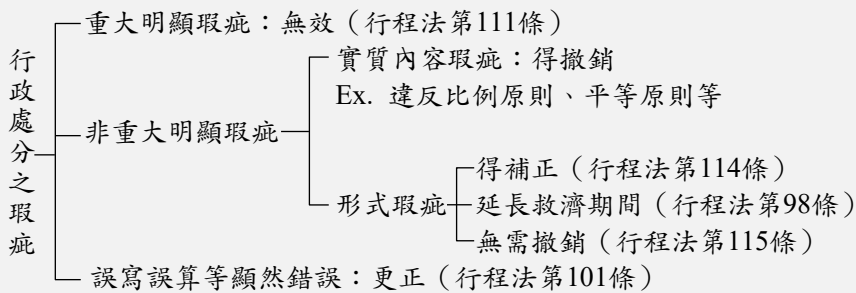 行政處分之瑕疵
重大明顯瑕疵：無效（行程法第111條）
非重大明顯瑕疵
實質內容瑕疵：得撤銷
Ex. 違反比例原則、平等原則等
形式瑕疵
得補正（行程法第114條）
延長救濟期間（行程法第98條）
無需撤銷（行程法第115條）
誤寫誤算等顯然錯誤：更正（行程法第101條）